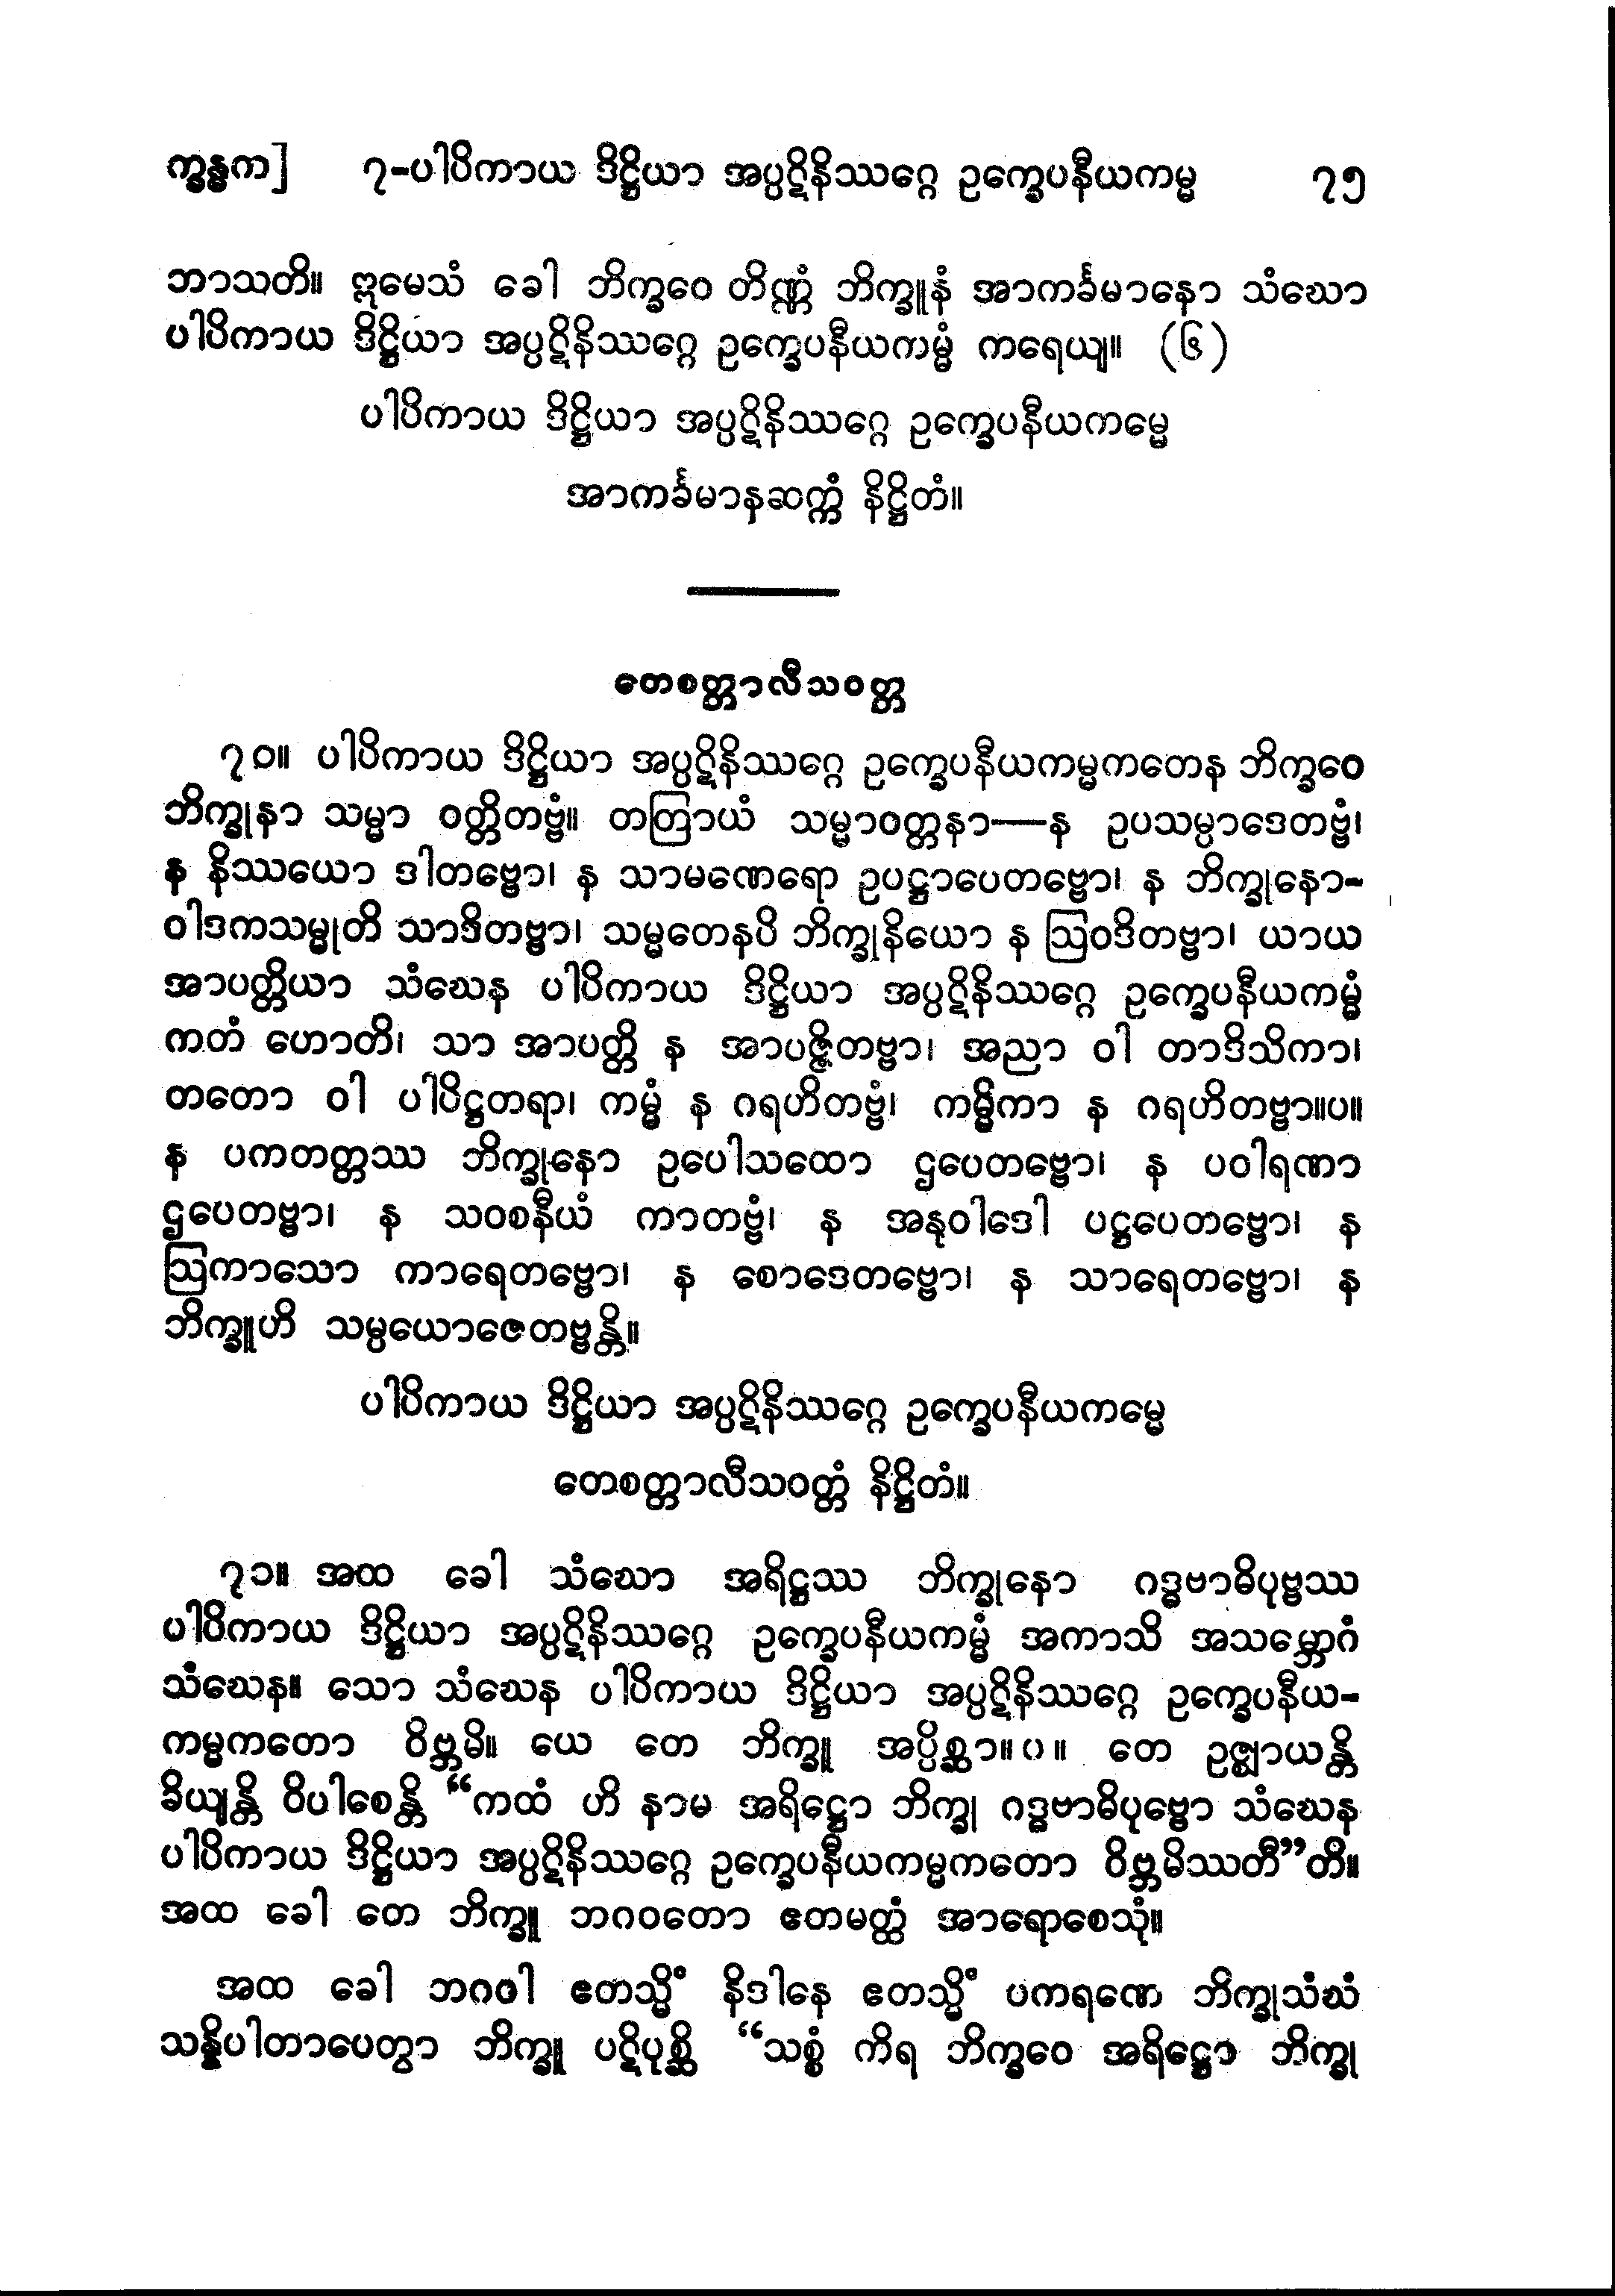 က္ခန္ဓက] ၇-ပါပိကာယ ဒိဋ္ဌိယာ အပ္ပဋိနိဿဂ္ဂေ ဥက္ခေပနီယကမ္မ ၇၅
ဘာသတိ။ ဣမေသံ ခေါ ဘိက္ခဝေ တိဏ္ဏံ ဘိက္ခူနံ အာကင်္ခမာနော သံဃော
ပါပိကာယ ဒိဋ္ဌိယာ အပ္ပဋိနိဿဂ္ဂေ ဥက္ခေပနီယကမ္မံ ကရေယျ။ (၆)
ပါပိကာယ ဒိဋ္ဌိယာ အပ္ပဋိနိဿဂ္ဂေ ဥက္ခေပနီယကမ္မေ
အာကင်္ခမာနဆက္ကံ နိဋ္ဌိတံ။
တေစတ္တာလီသဝတ္တ
၇၀။ ပါပိကာယ ဒိဋ္ဌိယာ အပ္ပဋိနိဿဂ္ဂေ ဥက္ခေပနီယကမ္မကတေန ဘိက္ခဝေ
ဘိက္ခုနာ သမ္မာ ဝတ္တိတဗ္ဗံ။ တတြာယံ သမ္မာဝတ္တနာ—န ဥပသမ္ပာဒေတဗ္ဗံ၊
န နိဿယော ဒါတဗ္ဗော၊ န သာမဏေရော ဥပဋ္ဌာပေတဗ္ဗော၊ န ဘိက္ခုနော-
ဝါဒကသမ္မုတိ သာဒိတဗ္ဗာ၊ သမ္မတေနပိ ဘိက္ခုနိယော န ဩဝဒိတဗ္ဗာ၊ ယာယ
အာပတ္တိယာ သံဃေန ပါပိကာယ ဒိဋ္ဌိယာ အပ္ပဋိနိဿဂ္ဂေ ဥက္ခေပနီယကမ္မံ
ကတံ ဟောတိ၊ သာ အာပတ္တိ န အာပဇ္ဇိတဗ္ဗာ၊ အညာ ဝါ တာဒိသိကာ၊
တတော ဝါ ပါပိဋ္ဌတရာ၊ ကမ္မံ န ဂရဟိတဗ္ဗံ၊ ကမ္မိကာ န ဂရဟိတဗ္ဗာ။ပ။
န ပကတတ္တဿ ဘိက္ခုနော ဥပေါသထော ဌပေတဗ္ဗော၊ န ပဝါရဏာ
ဌပေတဗ္ဗာ၊ န သဝစနီယံ ကာတဗ္ဗံ၊ န အနုဝါဒေါ ပဋ္ဌပေတဗ္ဗော၊ န
ဩကာသော ကာရေတဗ္ဗော၊ န စောဒေတဗ္ဗော၊ န သာရေတဗ္ဗော၊ န
ဘိက္ခူဟိ သမ္ပယောဇေတဗ္ဗန္တိ။
ပါပိကာယ ဒိဋ္ဌိယာ အပ္ပဋိနိဿဂ္ဂေ ဥက္ခေပနီယကမ္မေ
တေစတ္တာလီသဝတ္တံ နိဋ္ဌိတံ။
၇၁။ အထ ခေါ သံဃော အရိဋ္ဌဿ ဘိက္ခုနော ဂဒ္ဓဗာဓိပုဗ္ဗဿ
ပါပိကာယ ဒိဋ္ဌိယာ အပ္ပဋိနိဿဂ္ဂေ ဥက္ခေပနီယကမ္မံ အကာသိ အသမ္ဘောဂံ
သံဃေန။ သော သံဃေန ပါပိကာယ ဒိဋ္ဌိယာ အပ္ပဋိနိဿဂ္ဂေ ဥက္ခေပနီယ-
ကမ္မကတော ဝိဗ္ဘမိ။ ယေ တေ ဘိက္ခူ အပ္ပိစ္ဆာ။ပ။ တေ ဥဇ္ဈာယန္တိ
ခိယျန္တိ ဝိပါစေန္တိ “ကထံ ဟိ နာမ အရိဋ္ဌော ဘိက္ခု ဂဒ္ဓဗာဓိပုဗ္ဗော သံဃေန
ပါပိကာယ ဒိဋ္ဌိယာ အပ္ပဋိနိဿဂ္ဂေ ဥက္ခေပနီယကမ္မကတော ဝိဗ္ဘမိဿတီ”တိ။
အထ ခေါ တေ ဘိက္ခူ ဘဂဝတော ဧတမတ္ထံ အာရောစေသုံ။
အထ ခေါ ဘဂဝါ ဧတသ္မိံ နိဒါနေ ဧတသ္မိံ ပကရဏေ ဘိက္ခုသံဃံ
သန္နိပါတာပေတွာ ဘိက္ခူ ပဋိပုစ္ဆိ “သစ္စံ ကိရ ဘိက္ခဝေ အရိဋ္ဌော ဘိက္ခု